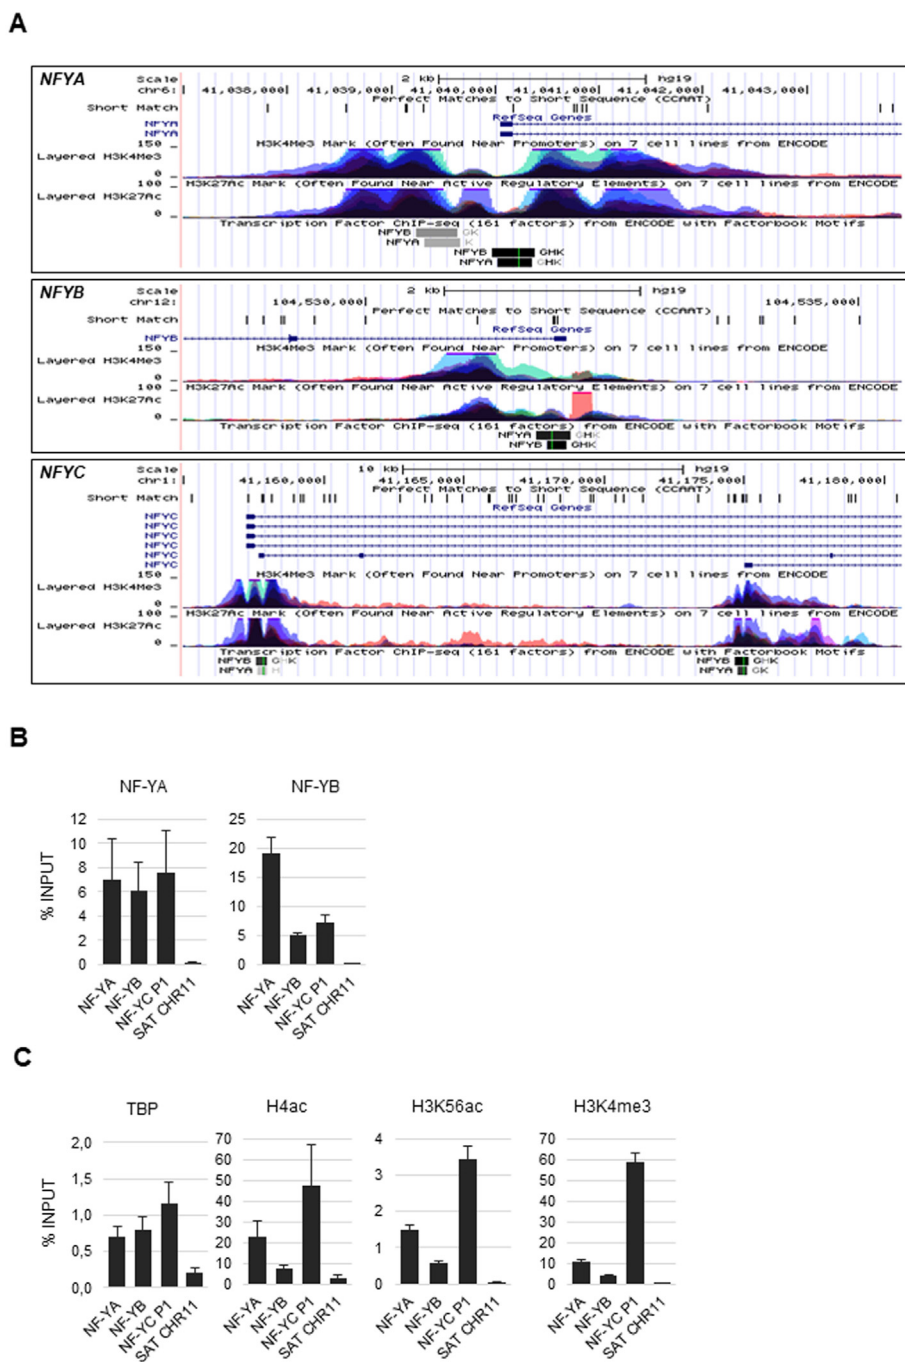 A
NFYA
Scale 2 kb hg19
chr6: 41,038,000 41,039,000 41,040,000 41,041,000 41,042,000 41,043,000
Perfect Matches to Short Sequence (CCAAT)
Short Match
RefSeq Genes
NFYA
NFYA
H3K4Me3 Mark (Often Found Near Promoters) on 7 cell lines from ENCODE
150
Layered H3K4Me3
0
H3K27Ac Mark (Often Found Near Active Regulatory Elements) on 7 cell lines from ENCODE
100
Layered H3K27Ac
0
Transcription Factor ChIP-seq (161 factors) from ENCODE with Factorbook Motifs
NFYB GK
NFYA K
NFYB GHK
NFYA GHK
NFYB
Scale 2 kb hg19
chr12: 104,530,000 104,535,000
Perfect Matches to Short Sequence (CCAAT)
Short Match
RefSeq Genes
NFYB
H3K4Me3 Mark (Often Found Near Promoters) on 7 cell lines from ENCODE
150
Layered H3K4Me3
0
H3K27Ac Mark (Often Found Near Active Regulatory Elements) on 7 cell lines from ENCODE
100
Layered H3K27Ac
0
Transcription Factor ChIP-seq (161 factors) from ENCODE with Factorbook Motifs
NFYA GHK
NFYB GHK
NFYC
Scale 10 kb hg19
chr1: 41,160,000 41,165,000 41,170,000 41,175,000 41,180,000
Perfect Matches to Short Sequence (CCAAT)
Short Match
RefSeq Genes
NFYC
NFYC
NFYC
NFYC
NFYC
NFYC
H3K4Me3 Mark (Often Found Near Promoters) on 7 cell lines from ENCODE
150
Layered H3K4Me3
0
H3K27Ac Mark (Often Found Near Active Regulatory Elements) on 7 cell lines from ENCODE
100
Layered H3K27Ac
0
Transcription Factor ChIP-seq (161 factors) from ENCODE with Factorbook Motifs
NFYB GHK NFYB GHK
NFYA H NFYA GK
B
NF-YA NF-YB
% INPUT
12 25
10 20
8 15
6 10
4 5
2 0
0
NF-YA NF-YB NF-YC P1 SAT CHR11
NF-YA NF-YB NF-YC P1 SAT CHR11
C
TBP H4ac H3K56ac H3K4me3
% INPUT
2,0 70 4 70
1,5 60 3 60
1,0 50 2 50
0,5 40 1 40
0,0 30 0 30
20 20
10 10
0 0
NF-YA NF-YB NF-YC P1 SAT CHR11
NF-YA NF-YB NF-YC P1 SAT CHR11
NF-YA NF-YB NF-YC P1 SAT CHR11
NF-YA NF-YB NF-YC P1 SAT CHR11